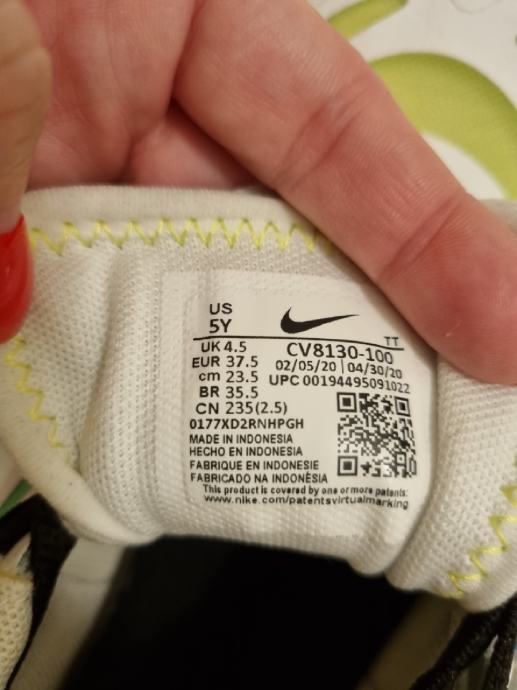 US
5Y
TT
UK 4.5
CV8130-100
EUR 37.5
02/05/20 | 04/30/20
cm 23.5
UPC 00194495091022
BR 35.5
CN 235(2.5)
0177XD2RNHPGH
MADE IN INDONESIA
HECHO EN INDONESIA
FABRIQUE EN INDONESIE
FABRICADO NA INDONÈSIA
This product is covered by one or more patents:
www.nike.com/patentsvirtualmarking